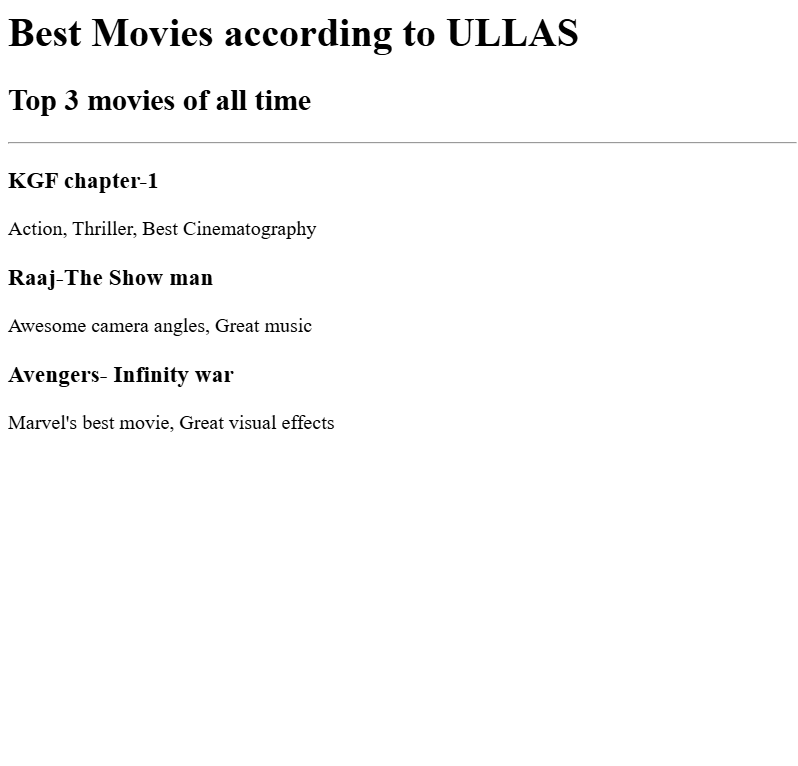 Best Movies according to ULLAS
Top 3 movies of all time
KGF chapter-1
Action, Thriller, Best Cinematography
Raaj-The Show man
Awesome camera angles, Great music
Avengers- Infinity war
Marvel's best movie, Great visual effects